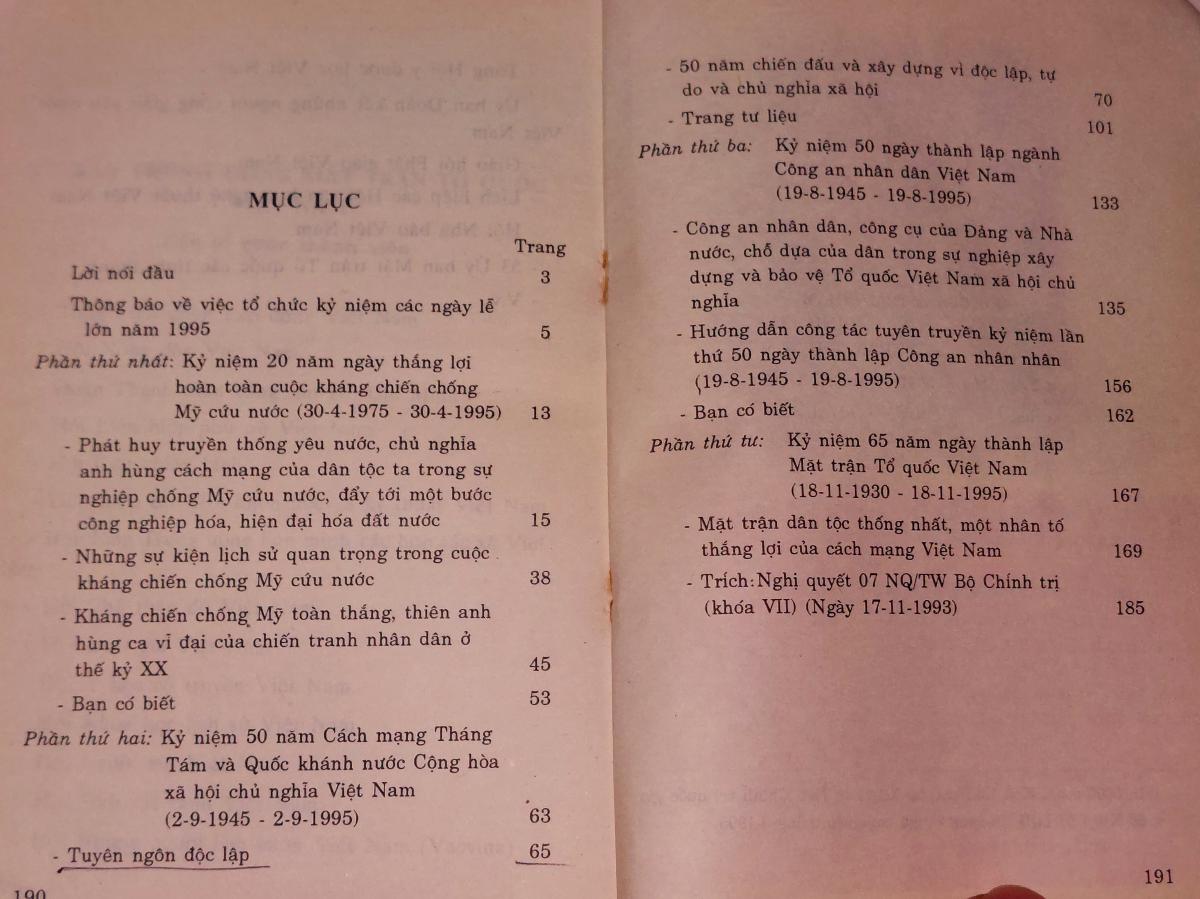 MỤC LỤC
Trang
Lời nói đầu 3
Thông báo về việc tổ chức kỷ niệm các ngày lễ
lớn năm 1995 5
Phần thứ nhất: Kỷ niệm 20 năm ngày thắng lợi
hoàn toàn cuộc kháng chiến chống
Mỹ cứu nước (30-4-1975 - 30-4-1995) 13
- Phát huy truyền thống yêu nước, chủ nghĩa
anh hùng cách mạng của dân tộc ta trong sự
nghiệp chống Mỹ cứu nước, đẩy tới một bước
công nghiệp hóa, hiện đại hóa đất nước 15
- Những sự kiện lịch sử quan trọng trong cuộc
kháng chiến chống Mỹ cứu nước 38
- Kháng chiến chống Mỹ toàn thắng, thiên anh
hùng ca vĩ đại của chiến tranh nhân dân ở
thế kỷ XX 45
- Bạn có biết 53
Phần thứ hai: Kỷ niệm 50 năm Cách mạng Tháng
Tám và Quốc khánh nước Cộng hòa
xã hội chủ nghĩa Việt Nam
(2-9-1945 - 2-9-1995) 63
- Tuyên ngôn độc lập 65
190
- 50 năm chiến đấu và xây dựng vì độc lập, tự
do và chủ nghĩa xã hội 70
- Trang tư liệu 101
Phần thứ ba: Kỷ niệm 50 ngày thành lập ngành
Công an nhân dân Việt Nam
(19-8-1945 - 19-8-1995) 133
- Công an nhân dân, công cụ của Đảng và Nhà
nước, chỗ dựa của dân trong sự nghiệp xây
dựng và bảo vệ Tổ quốc Việt Nam xã hội chủ
nghĩa 135
- Hướng dẫn công tác tuyên truyền kỷ niệm lần
thứ 50 ngày thành lập Công an nhân nhân
(19-8-1945 - 19-8-1995) 156
- Bạn có biết 162
Phần thứ tư: Kỷ niệm 65 năm ngày thành lập
Mặt trận Tổ quốc Việt Nam
(18-11-1930 - 18-11-1995) 167
- Mặt trận dân tộc thống nhất, một nhân tố
thắng lợi của cách mạng Việt Nam 169
- Trích: Nghị quyết 07 NQ/TW Bộ Chính trị
(khóa VII) (Ngày 17-11-1993) 185
191